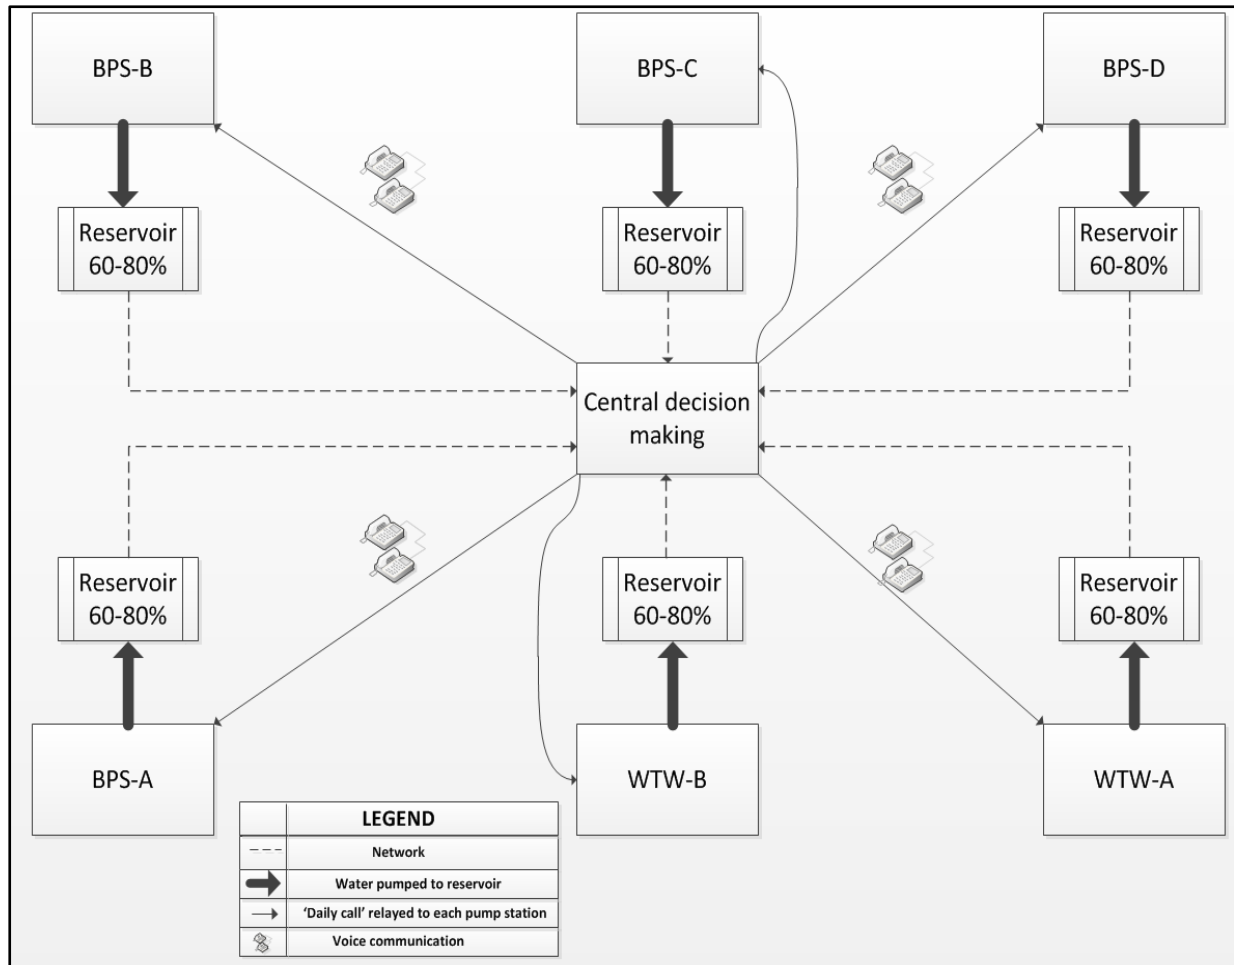 BPS-B
BPS-C
BPS-D
Reservoir
60-80%
Reservoir
60-80%
Reservoir
60-80%
Central decision
making
Reservoir
60-80%
Reservoir
60-80%
Reservoir
60-80%
BPS-A
WTW-B
WTW-A
LEGEND
Network
Water pumped to reservoir
‘Daily call’ relayed to each pump station
Voice communication